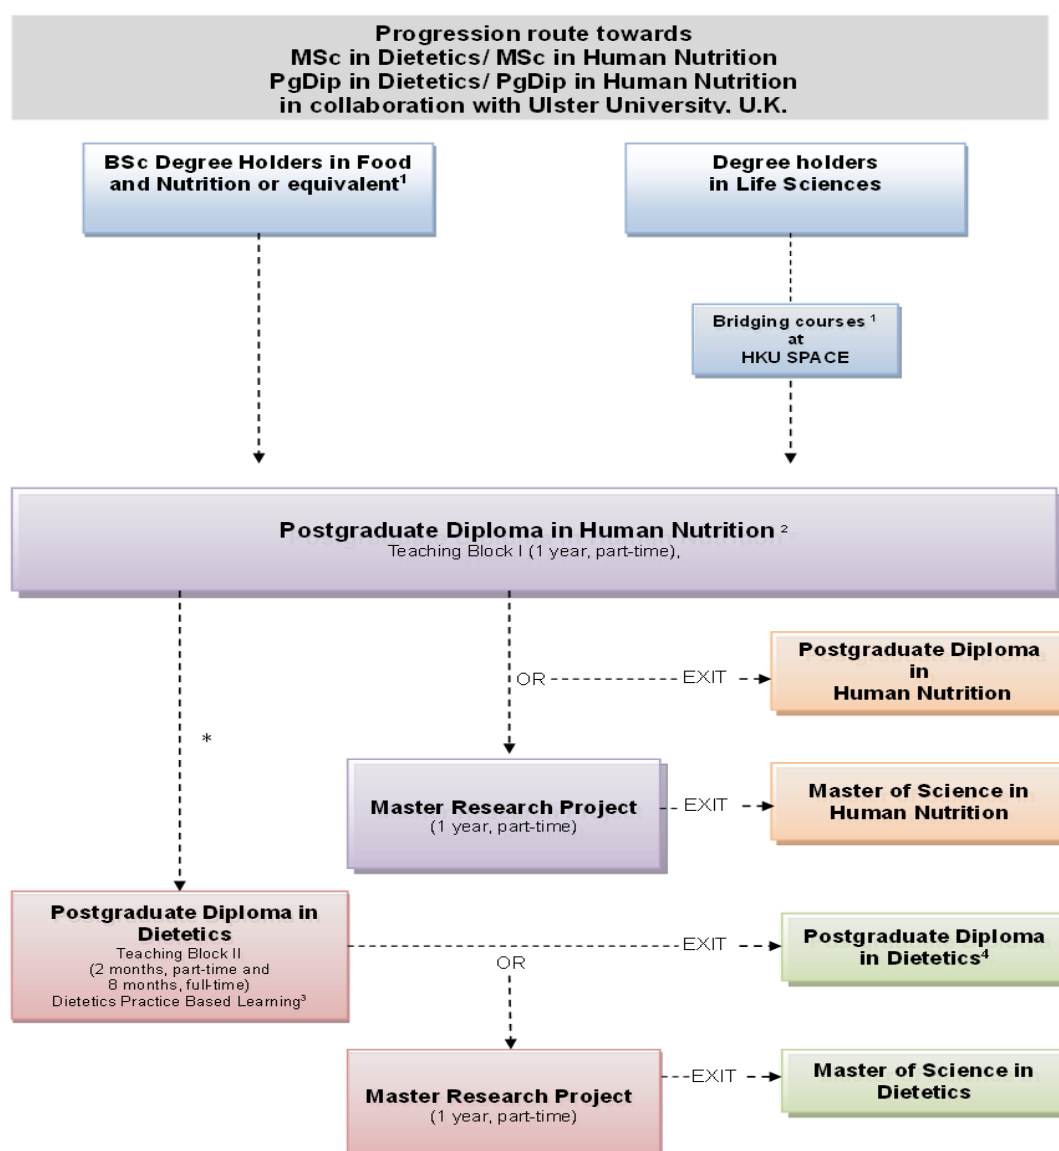 Progression route towards
MSc in Dietetics/ MSc in Human Nutrition
PgDip in Dietetics/ PgDip in Human Nutrition
in collaboration with Ulster University, U.K.
BSc Degree Holders in Food
and Nutrition or equivalent¹
Degree holders
in Life Sciences
Bridging courses ¹
at
HKU SPACE
Postgraduate Diploma in Human Nutrition ²
Teaching Block I (1 year, part-time),
OR
EXIT
Postgraduate Diploma
in
Human Nutrition
*
Master Research Project
(1 year, part-time)
EXIT
Master of Science in
Human Nutrition
Postgraduate Diploma in
Dietetics
Teaching Block II
(2 months, part-time and
8 months, full-time)
Dietetics Practice Based Learning³
EXIT
OR
Postgraduate Diploma
in Dietetics⁴
Master Research Project
(1 year, part-time)
EXIT
Master of Science in
Dietetics